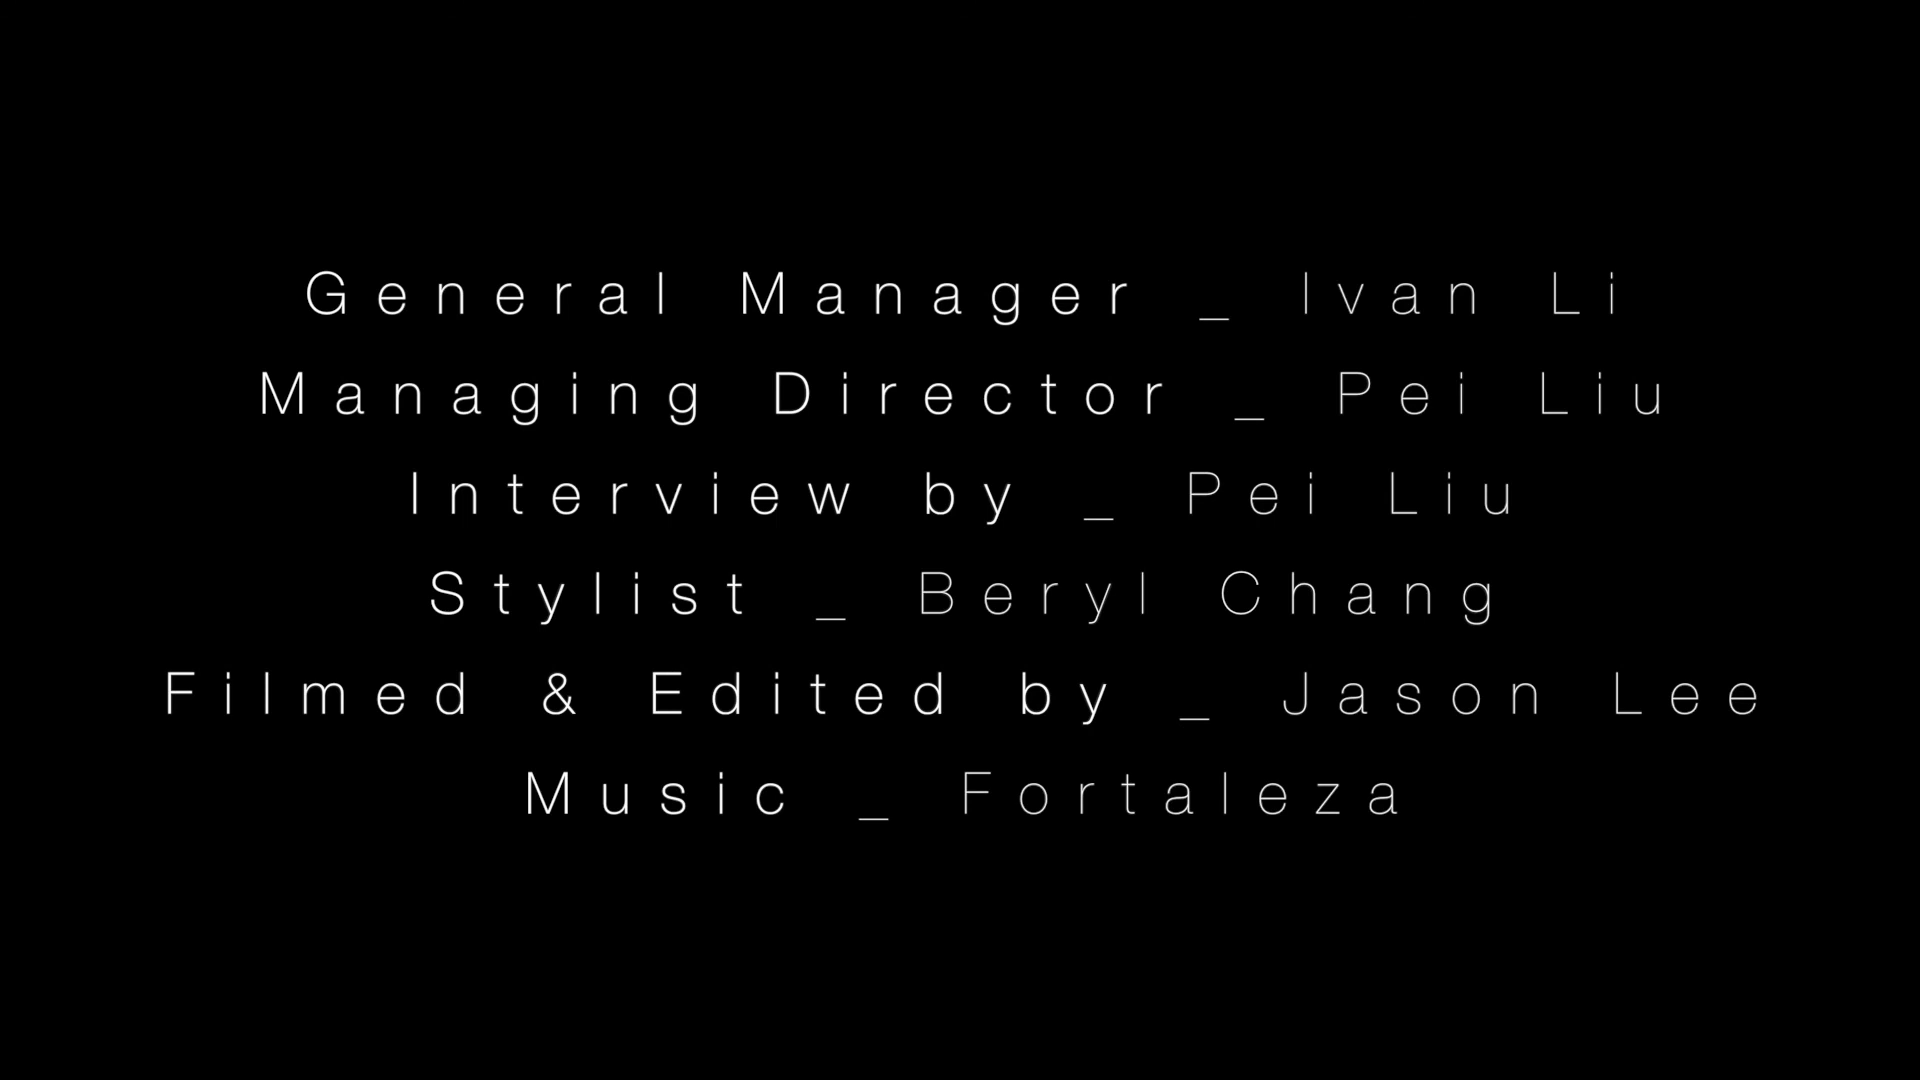 General Manager _ Ivan Li
Managing Director _ Pei Liu
Interview by _ Pei Liu
Stylist _ Beryl Chang
Filmed & Edited by _ Jason Lee
Music _ Fortaleza